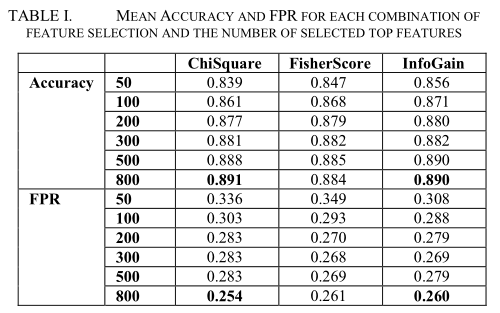 TABLE I. MEAN ACCURACY AND FPR FOR EACH COMBINATION OF
FEATURE SELECTION AND THE NUMBER OF SELECTED TOP FEATURES
ChiSquare FisherScore InfoGain
Accuracy 50 0.839 0.847 0.856
100 0.861 0.868 0.871
200 0.877 0.879 0.880
300 0.881 0.882 0.882
500 0.888 0.885 0.890
800 0.891 0.884 0.890
FPR 50 0.336 0.349 0.308
100 0.303 0.293 0.288
200 0.283 0.270 0.279
300 0.283 0.268 0.269
500 0.283 0.269 0.279
800 0.254 0.261 0.260